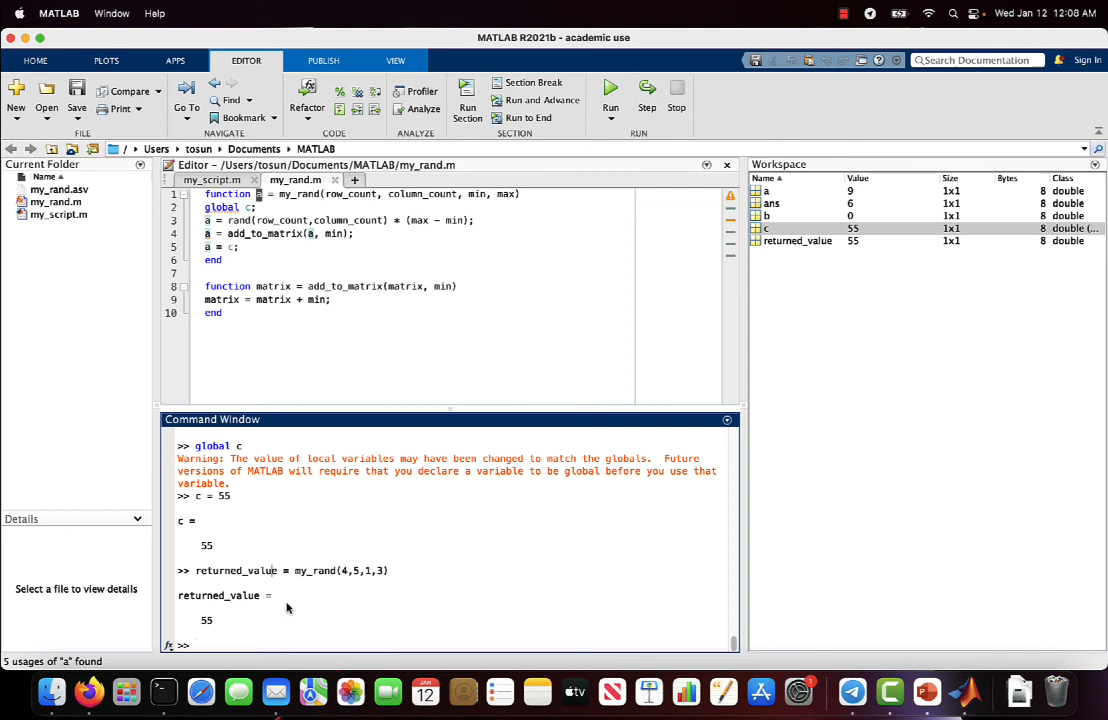 MATLAB Window Help Wed Jan 12 12:08 AM
MATLAB R2021b - academic use
HOME PLOTS APPS EDITOR PUBLISH VIEW Search Documentation Sign In
New Open Save Compare Print Go To Find Bookmark Refactor Profiler Analyze Run Section Section Break Run and Advance Run to End Run Step Stop
FILE NAVIGATE CODE ANALYZE SECTION RUN
/ Users tosun Documents MATLAB
Current Folder
Name
my_rand.asv
my_rand.m
my_script.m
Details
Select a file to view details
Editor - /Users/tosun/Documents/MATLAB/my_rand.m
my_script.m my_rand.m
1 function a = my_rand(row_count, column_count, min, max)
2 global c;
3 a = rand(row_count,column_count) * (max - min);
4 a = add_to_matrix(a, min);
5 a = c;
6 end
7
8 function matrix = add_to_matrix(matrix, min)
9 matrix = matrix + min;
10 end
Command Window
>> global c
Warning: The value of local variables may have been changed to match the globals. Future
versions of MATLAB will require that you declare a variable to be global before you use that
variable.
>> c = 55
c =
55
>> returned_value = my_rand(4,5,1,3)
returned_value =
55
fx >>
Workspace
Name Value Size Bytes Class
a 9 1x1 8 double
ans 6 1x1 8 double
b 0 1x1 8 double
c 55 1x1 8 double (...
returned_value 55 1x1 8 double
5 usages of "a" found
JAN
12
tv
1